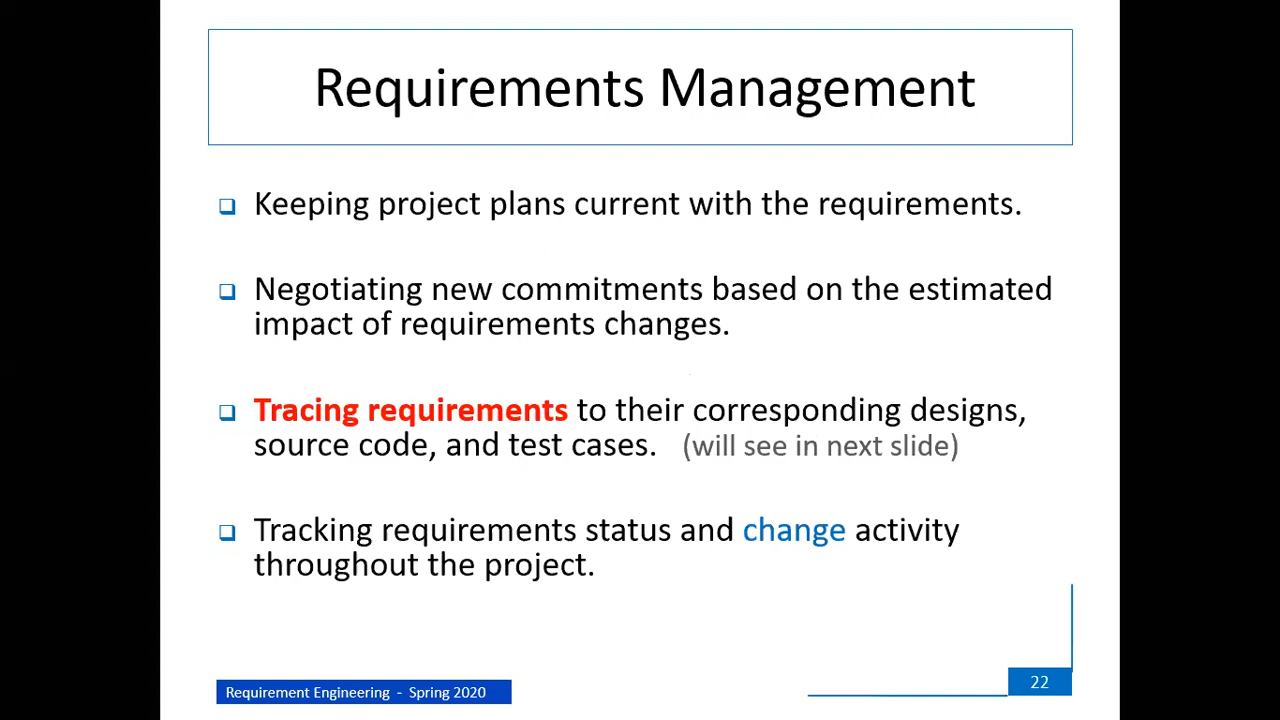 Requirements Management
Keeping project plans current with the requirements.
Negotiating new commitments based on the estimated
impact of requirements changes.
Tracing requirements to their corresponding designs,
source code, and test cases. (will see in next slide)
Tracking requirements status and change activity
throughout the project.
Requirement Engineering - Spring 2020
22